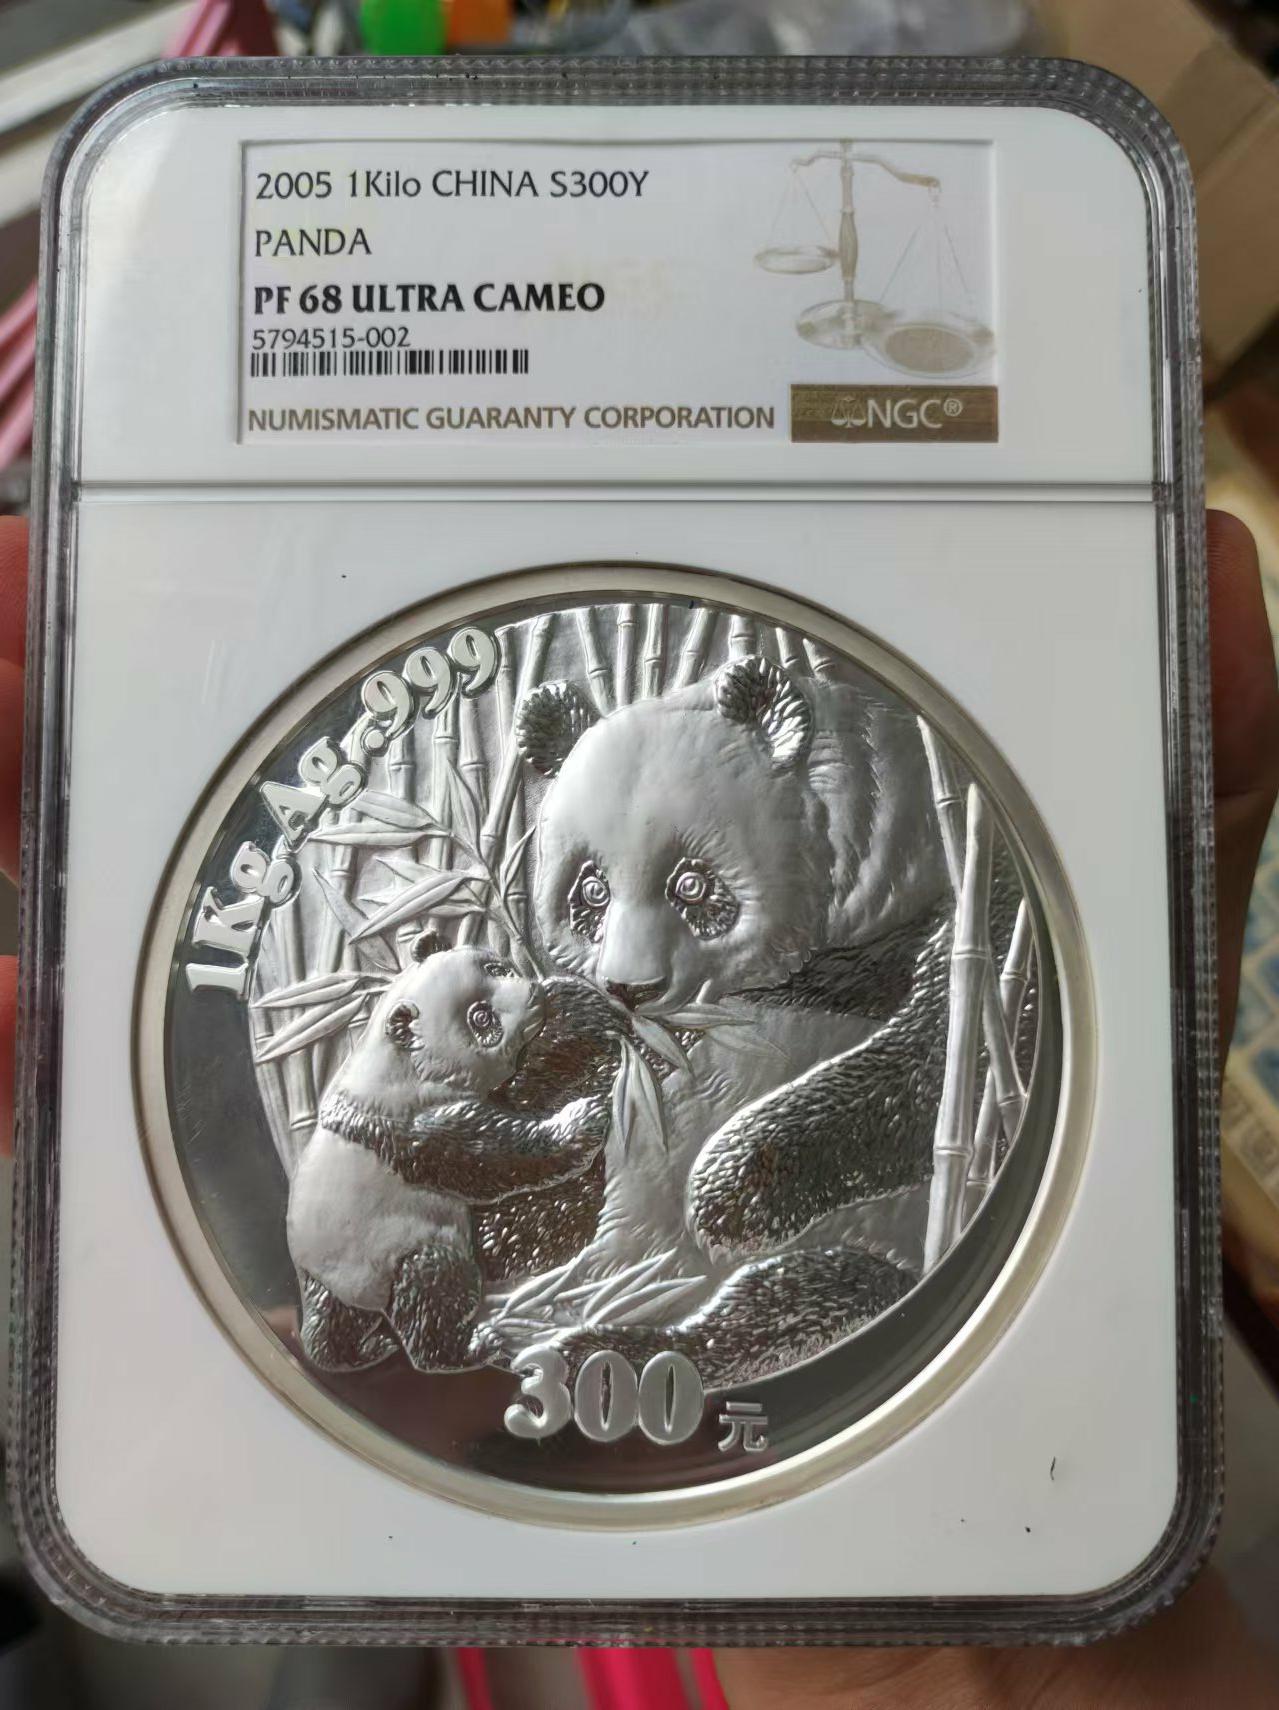 2005 1Kilo CHINA S300Y
PANDA
PF 68 ULTRA CAMEO
5794515-002
NUMISMATIC GUARANTY CORPORATION
NGC®
1Kg Ag.999
300元